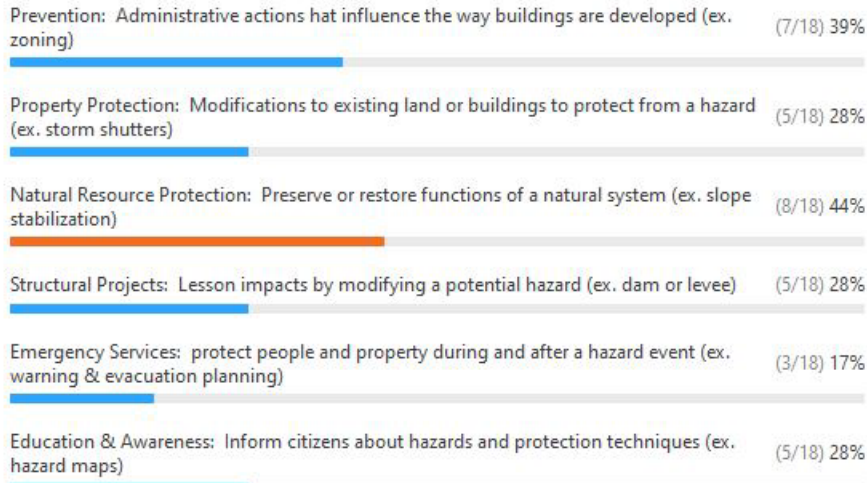 Prevention: Administrative actions hat influence the way buildings are developed (ex.
zoning)
(7/18) 39%
Property Protection: Modifications to existing land or buildings to protect from a hazard
(ex. storm shutters)
(5/18) 28%
Natural Resource Protection: Preserve or restore functions of a natural system (ex. slope
stabilization)
(8/18) 44%
Structural Projects: Lesson impacts by modifying a potential hazard (ex. dam or levee)
(5/18) 28%
Emergency Services: protect people and property during and after a hazard event (ex.
warning & evacuation planning)
(3/18) 17%
Education & Awareness: Inform citizens about hazards and protection techniques (ex.
hazard maps)
(5/18) 28%